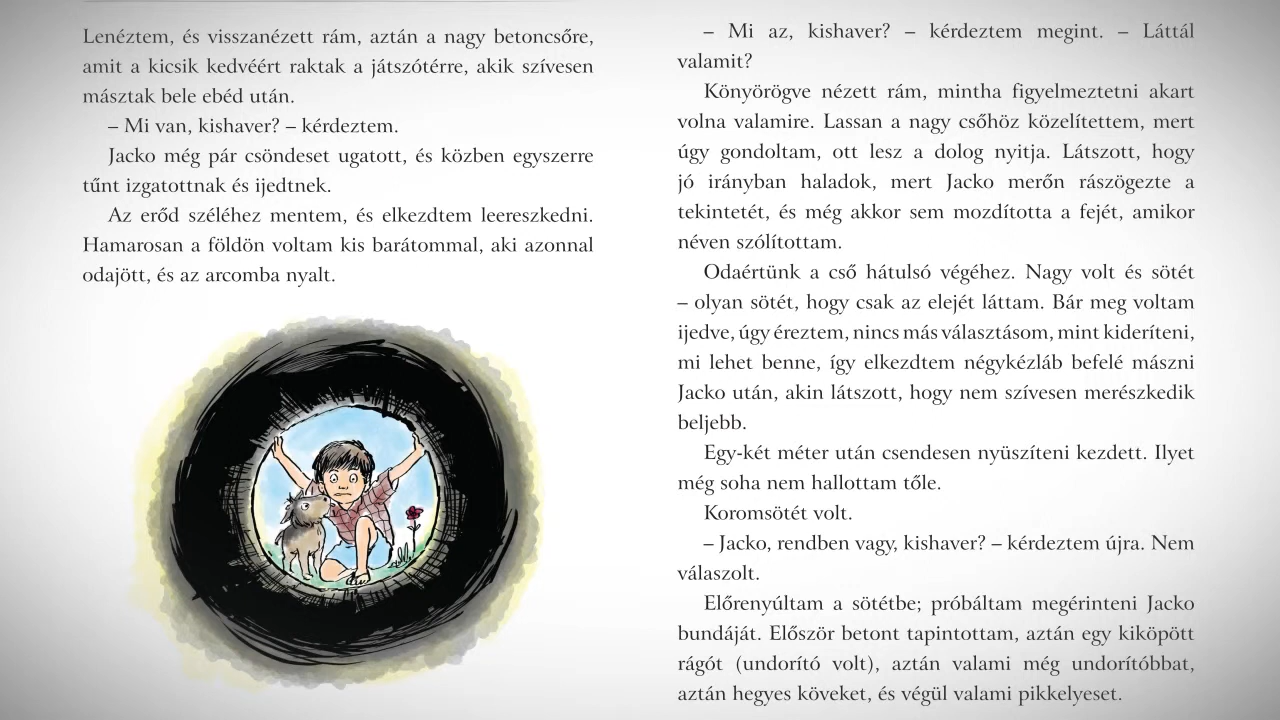 Lenéztem, és visszanézett rám, aztán a nagy betoncsőre,
amit a kicsik kedvéért raktak a játszótérre, akik szívesen
másztak bele ebéd után.
– Mi van, kishaver? – kérdeztem.
Jacko még pár csöndeset ugatott, és közben egyszerre
tűnt izgatottnak és ijedtnek.
Az erőd széléhez mentem, és elkezdtem leereszkedni.
Hamarosan a földön voltam kis barátommal, aki azonnal
odajött, és az arcomba nyalt.
– Mi az, kishaver? – kérdeztem megint. – Láttál
valamit?
Könyörögve nézett rám, mintha figyelmeztetni akart
volna valamire. Lassan a nagy csőhöz közelítettem, mert
úgy gondoltam, ott lesz a dolog nyitja. Látszott, hogy
jó irányban haladok, mert Jacko merőn rászögezte a
tekintetét, és még akkor sem mozdította a fejét, amikor
néven szólítottam.
Odaértünk a cső hátulsó végéhez. Nagy volt és sötét
– olyan sötét, hogy csak az elejét láttam. Bár meg voltam
ijedve, úgy éreztem, nincs más választásom, mint kideríteni,
mi lehet benne, így elkezdtem négykézláb befelé mászni
Jacko után, akin látszott, hogy nem szívesen merészkedik
beljebb.
Egy-két méter után csendesen nyüszíteni kezdett. Ilyet
még soha nem hallottam tőle.
Koromsötét volt.
– Jacko, rendben vagy, kishaver? – kérdeztem újra. Nem
válaszolt.
Előrenyúltam a sötétbe; próbáltam megérinteni Jacko
bundáját. Először betont tapintottam, aztán egy kiköpött
rágót (undorító volt), aztán valami még undorítóbbat,
aztán hegyes köveket, és végül valami pikkelyeset.